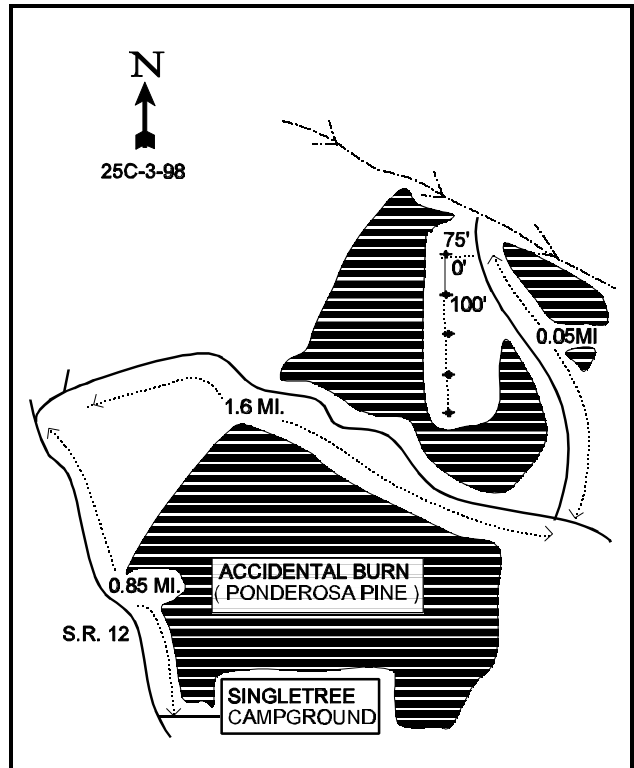 N
25C-3-98
75'
0'
100'
0.05MI
1.6 MI.
0.85 MI.
ACCIDENTAL BURN
( PONDEROSA PINE )
S.R. 12
SINGLETREE
CAMPGROUND